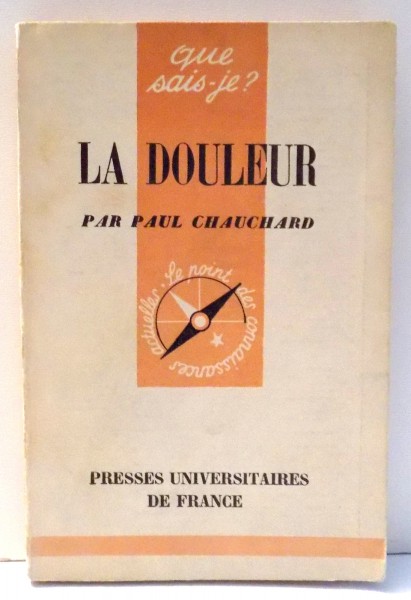 que
sais-je?
LA DOULEUR
PAR PAUL CHAUCHARD
Le point des connaissances actuelles.
PRESSES UNIVERSITAIRES
DE FRANCE